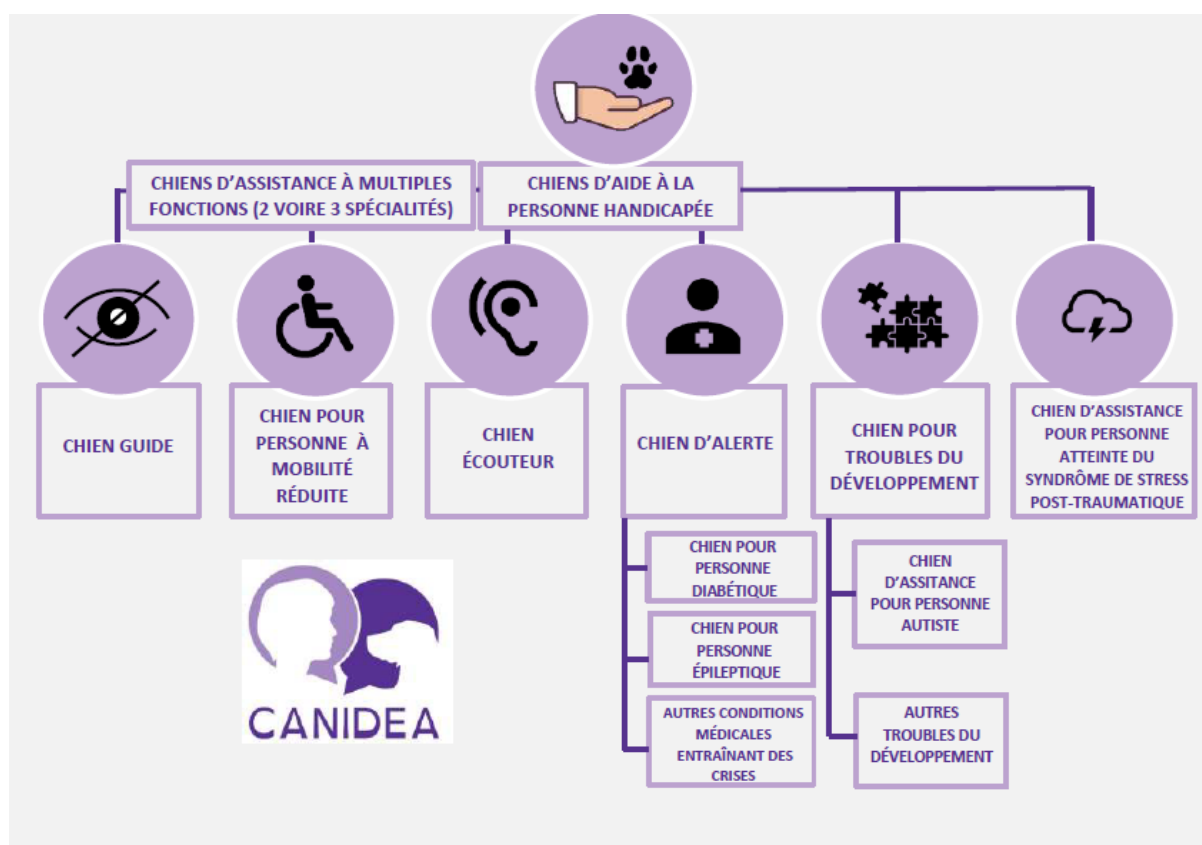 CHIENS D'ASSISTANCE À MULTIPLES
FONCTIONS (2 VOIRE 3 SPÉCIALITÉS)
CHIENS D'AIDE À LA
PERSONNE HANDICAPÉE
CHIEN GUIDE
CHIEN POUR
PERSONNE À
MOBILITÉ
RÉDUITE
CHIEN
ÉCOUTEUR
CHIEN D'ALERTE
CHIEN POUR
TROUBLES DU
DÉVELOPPEMENT
CHIEN D'ASSISTANCE
POUR PERSONNE
ATTEINTE DU
SYNDRÔME DE STRESS
POST-TRAUMATIQUE
CHIEN POUR
PERSONNE
DIABÉTIQUE
CHIEN POUR
PERSONNE
ÉPILEPTIQUE
AUTRES CONDITIONS
MÉDICALES
ENTRAÎNANT DES
CRISES
CHIEN
D'ASSITANCE
POUR PERSONNE
AUTISTE
AUTRES
TROUBLES DU
DÉVELOPPEMENT
CANIDEA